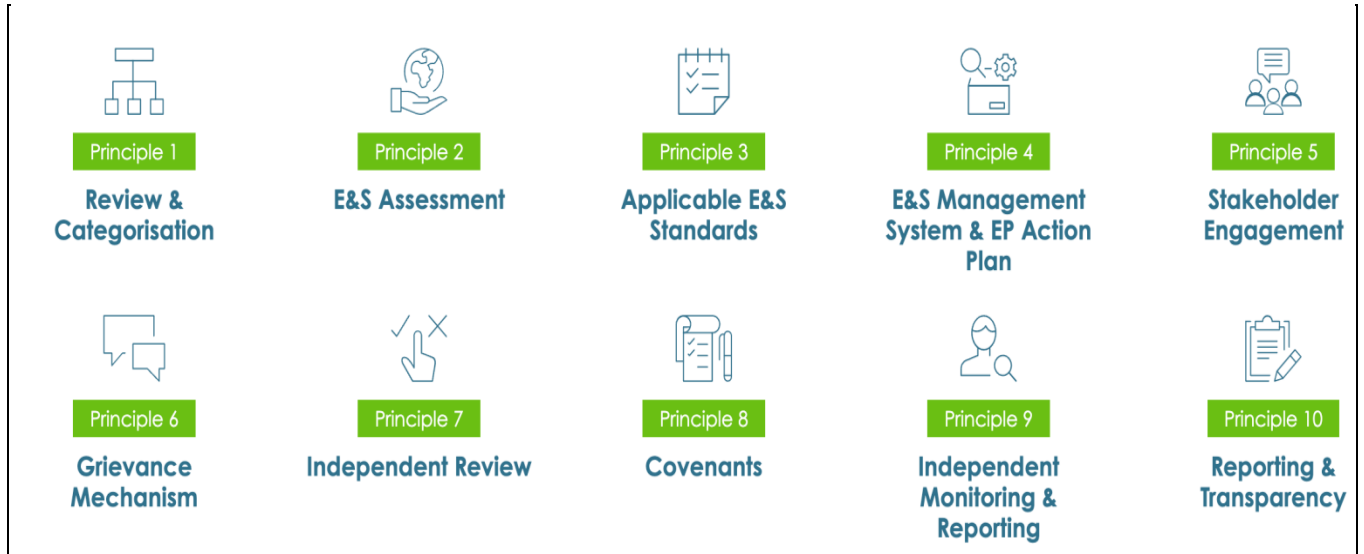 Principle 1
Review &
Categorisation
Principle 2
E&S Assessment
Principle 3
Applicable E&S
Standards
Principle 4
E&S Management
System & EP Action
Plan
Principle 5
Stakeholder
Engagement
Principle 6
Grievance
Mechanism
Principle 7
Independent Review
Principle 8
Covenants
Principle 9
Independent
Monitoring &
Reporting
Principle 10
Reporting &
Transparency